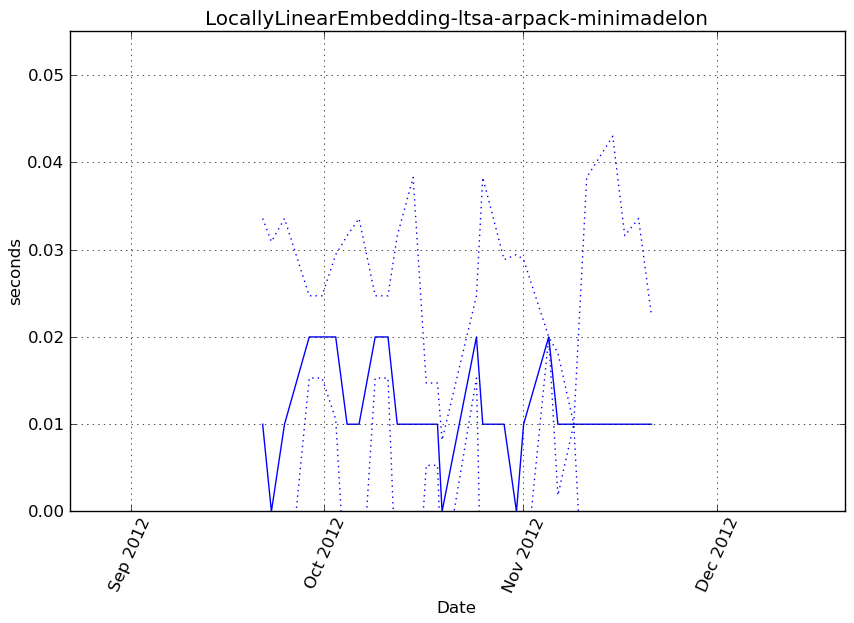 LocallyLinearEmbedding-ltsa-arpack-minimadelon
0.05
0.04
0.03
0.02
0.01
0.00
seconds
Sep 2012
Oct 2012
Nov 2012
Dec 2012
Date